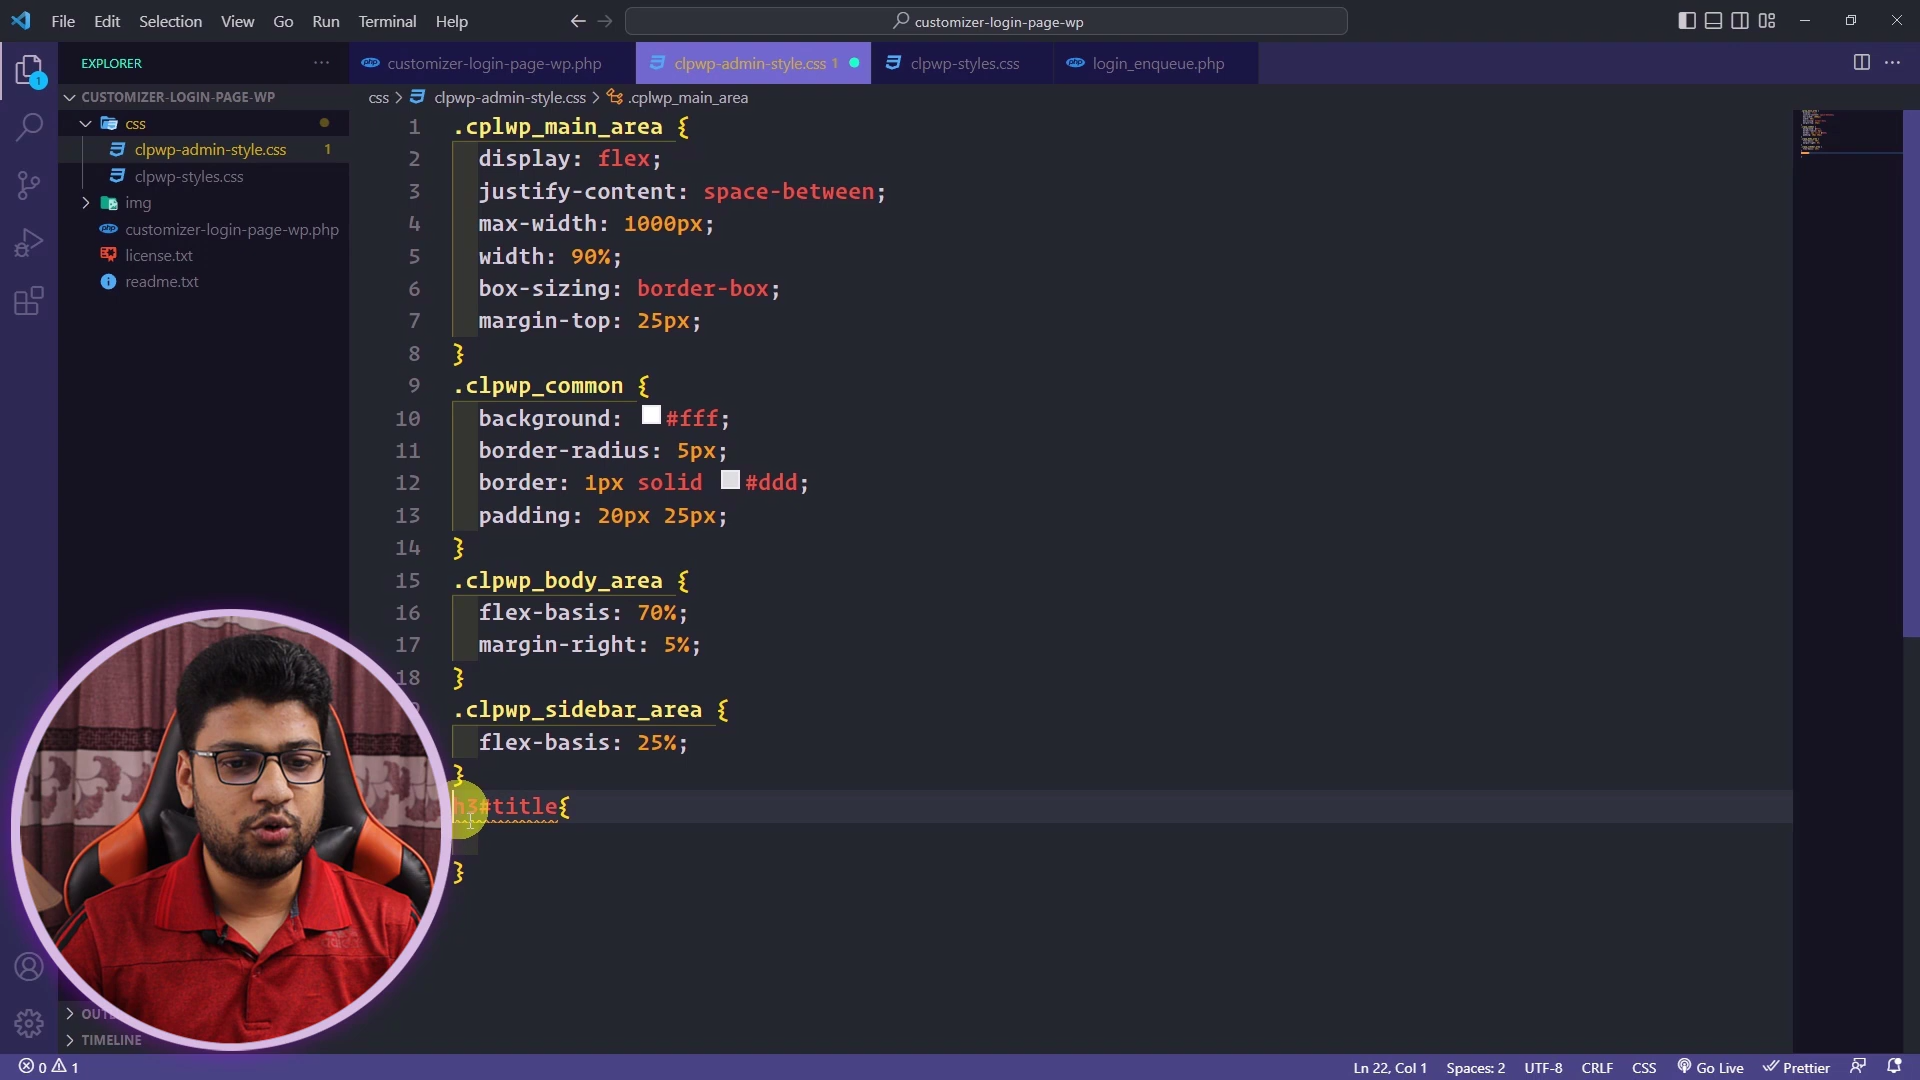 File Edit Selection View Go Run Terminal Help
customizer-login-page-wp
EXPLORER
customizer-login-page-wp.php
clpwp-admin-style.css 1
clpwp-styles.css
login_enqueue.php
CUSTOMIZER-LOGIN-PAGE-WP
css
clpwp-admin-style.css 1
clpwp-styles.css
img
customizer-login-page-wp.php
license.txt
readme.txt
css > clpwp-admin-style.css > .cplwp_main_area
1 .cplwp_main_area {
2 display: flex;
3 justify-content: space-between;
4 max-width: 1000px;
5 width: 90%;
6 box-sizing: border-box;
7 margin-top: 25px;
8 }
9 .clpwp_common {
10 background: #fff;
11 border-radius: 5px;
12 border: 1px solid #ddd;
13 padding: 20px 25px;
14 }
15 .clpwp_body_area {
16 flex-basis: 70%;
17 margin-right: 5%;
18 }
.clpwp_sidebar_area {
flex-basis: 25%;
}
h3#title{
}
TIMELINE
0 1
Ln 22, Col 1 Spaces: 2 UTF-8 CRLF CSS Go Live Prettier